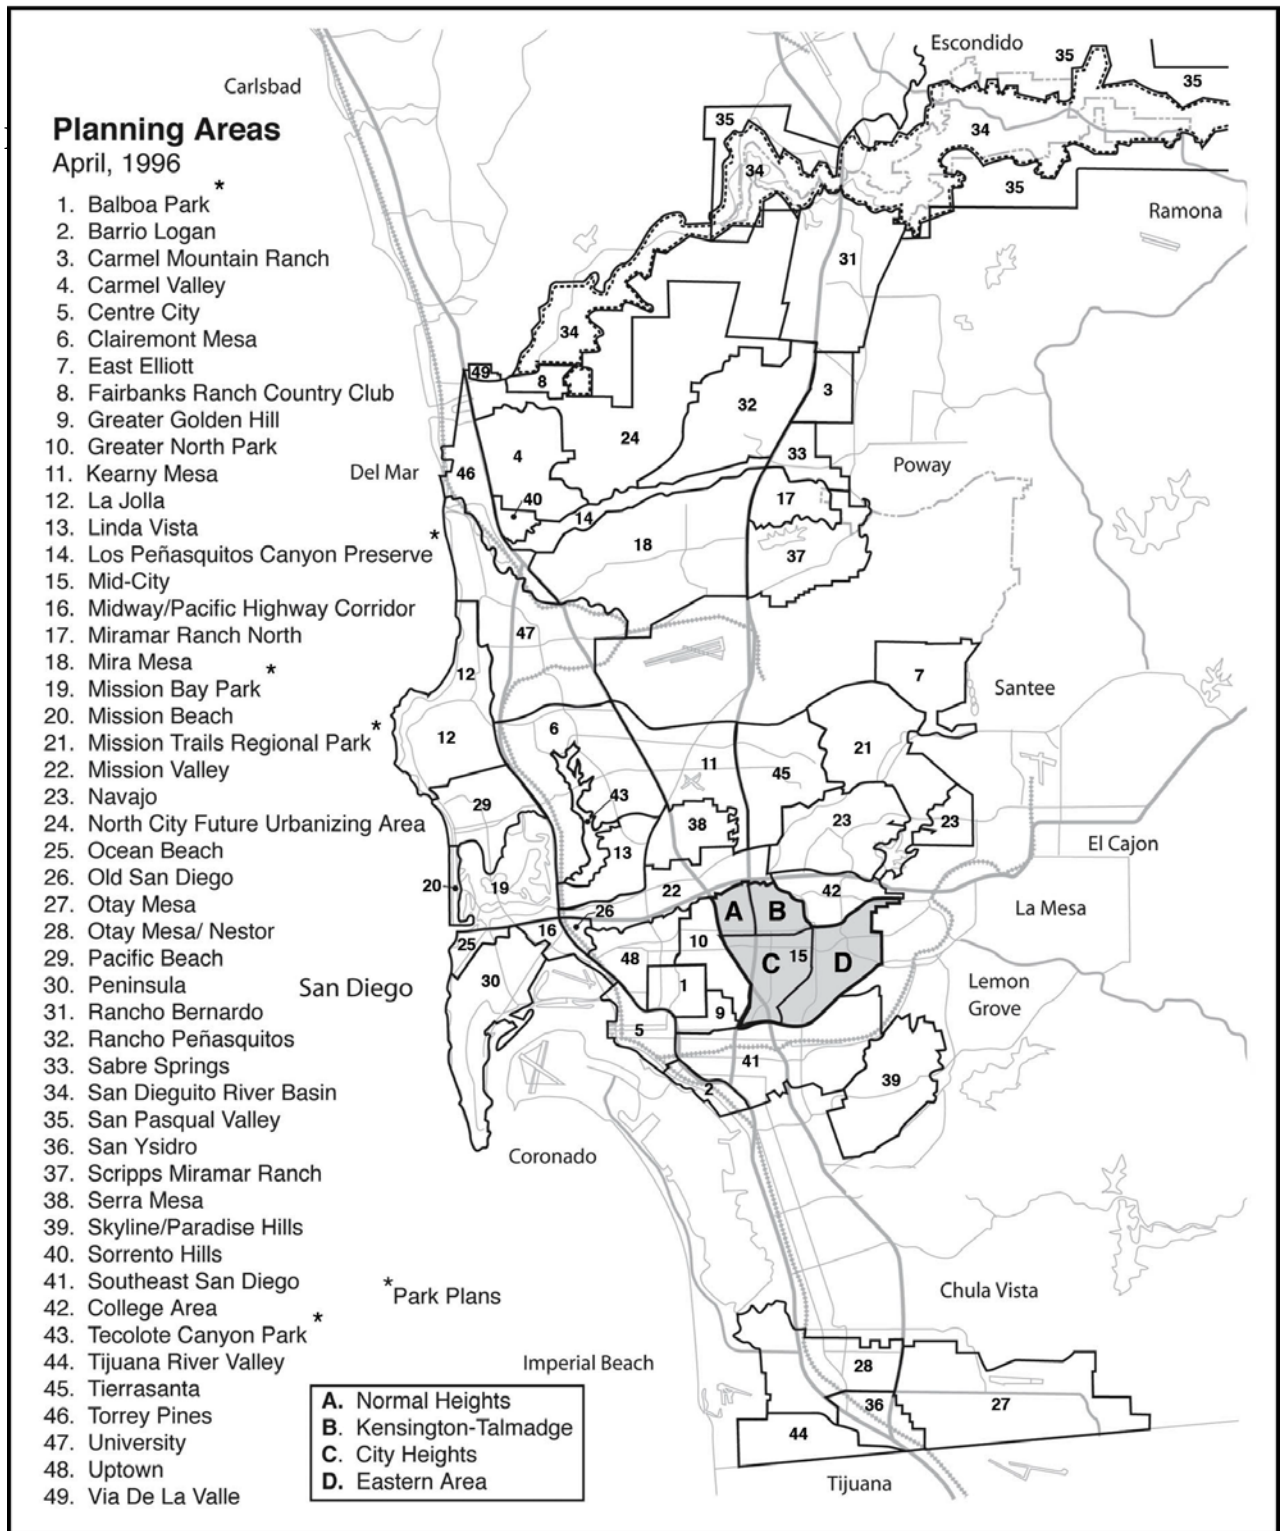 Planning Areas
April, 1996
1. Balboa Park *
2. Barrio Logan
3. Carmel Mountain Ranch
4. Carmel Valley
5. Centre City
6. Clairemont Mesa
7. East Elliott
8. Fairbanks Ranch Country Club
9. Greater Golden Hill
10. Greater North Park
11. Kearny Mesa
12. La Jolla
13. Linda Vista
14. Los Peñasquitos Canyon Preserve *
15. Mid-City
16. Midway/Pacific Highway Corridor
17. Miramar Ranch North
18. Mira Mesa
19. Mission Bay Park *
20. Mission Beach
21. Mission Trails Regional Park *
22. Mission Valley
23. Navajo
24. North City Future Urbanizing Area
25. Ocean Beach
26. Old San Diego
27. Otay Mesa
28. Otay Mesa/ Nestor
29. Pacific Beach
30. Peninsula
31. Rancho Bernardo
32. Rancho Peñasquitos
33. Sabre Springs
34. San Dieguito River Basin
35. San Pasqual Valley
36. San Ysidro
37. Scripps Miramar Ranch
38. Serra Mesa
39. Skyline/Paradise Hills
40. Sorrento Hills
41. Southeast San Diego
42. College Area
43. Tecolote Canyon Park *
44. Tijuana River Valley
45. Tierrasanta
46. Torrey Pines
47. University
48. Uptown
49. Via De La Valle
*Park Plans
A. Normal Heights
B. Kensington-Talmadge
C. City Heights
D. Eastern Area
Escondido
Carlsbad
Ramona
Del Mar
Poway
Santee
El Cajon
La Mesa
Lemon
Grove
San Diego
Coronado
Chula Vista
Imperial Beach
Tijuana
35
35
35
34
34
35
31
34
49
8
3
32
24
4
33
46
40
17
14
18
37
47
12
7
6
12
21
11
45
43
29
38
23
23
13
20
19
22
42
26
A
B
16
25
10
15
48
C
D
30
1
9
5
41
39
2
28
36
27
44